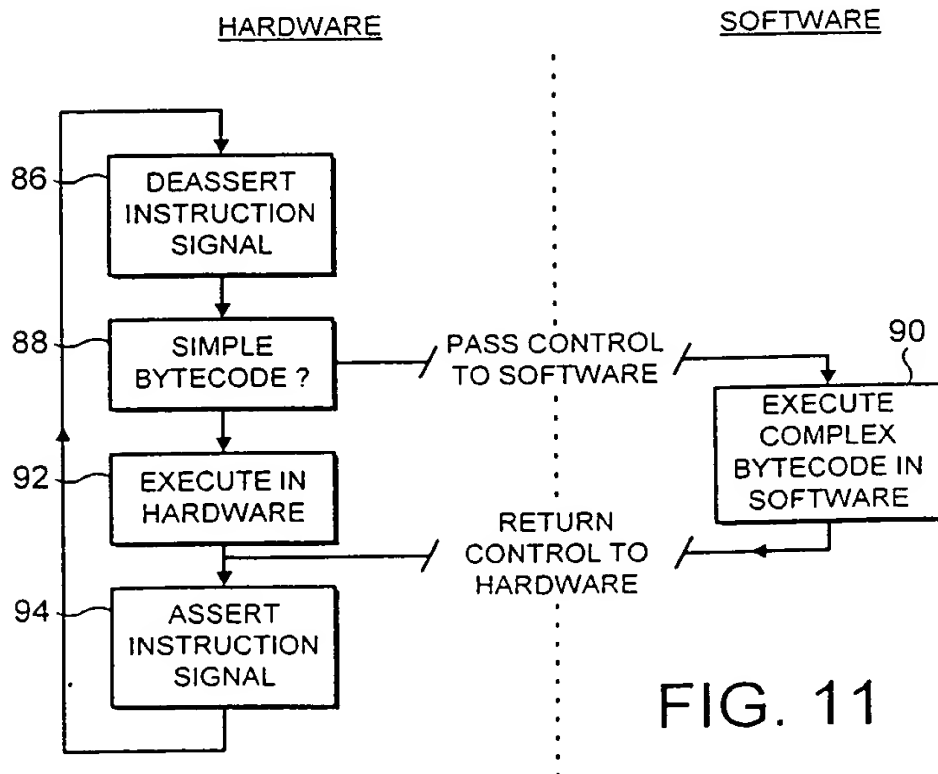 HARDWARE
SOFTWARE
86
DEASSERT
INSTRUCTION
SIGNAL
88
SIMPLE
BYTECODE ?
PASS CONTROL
TO SOFTWARE
90
EXECUTE
COMPLEX
BYTECODE IN
SOFTWARE
92
EXECUTE IN
HARDWARE
RETURN
CONTROL TO
HARDWARE
94
ASSERT
INSTRUCTION
SIGNAL
FIG. 11